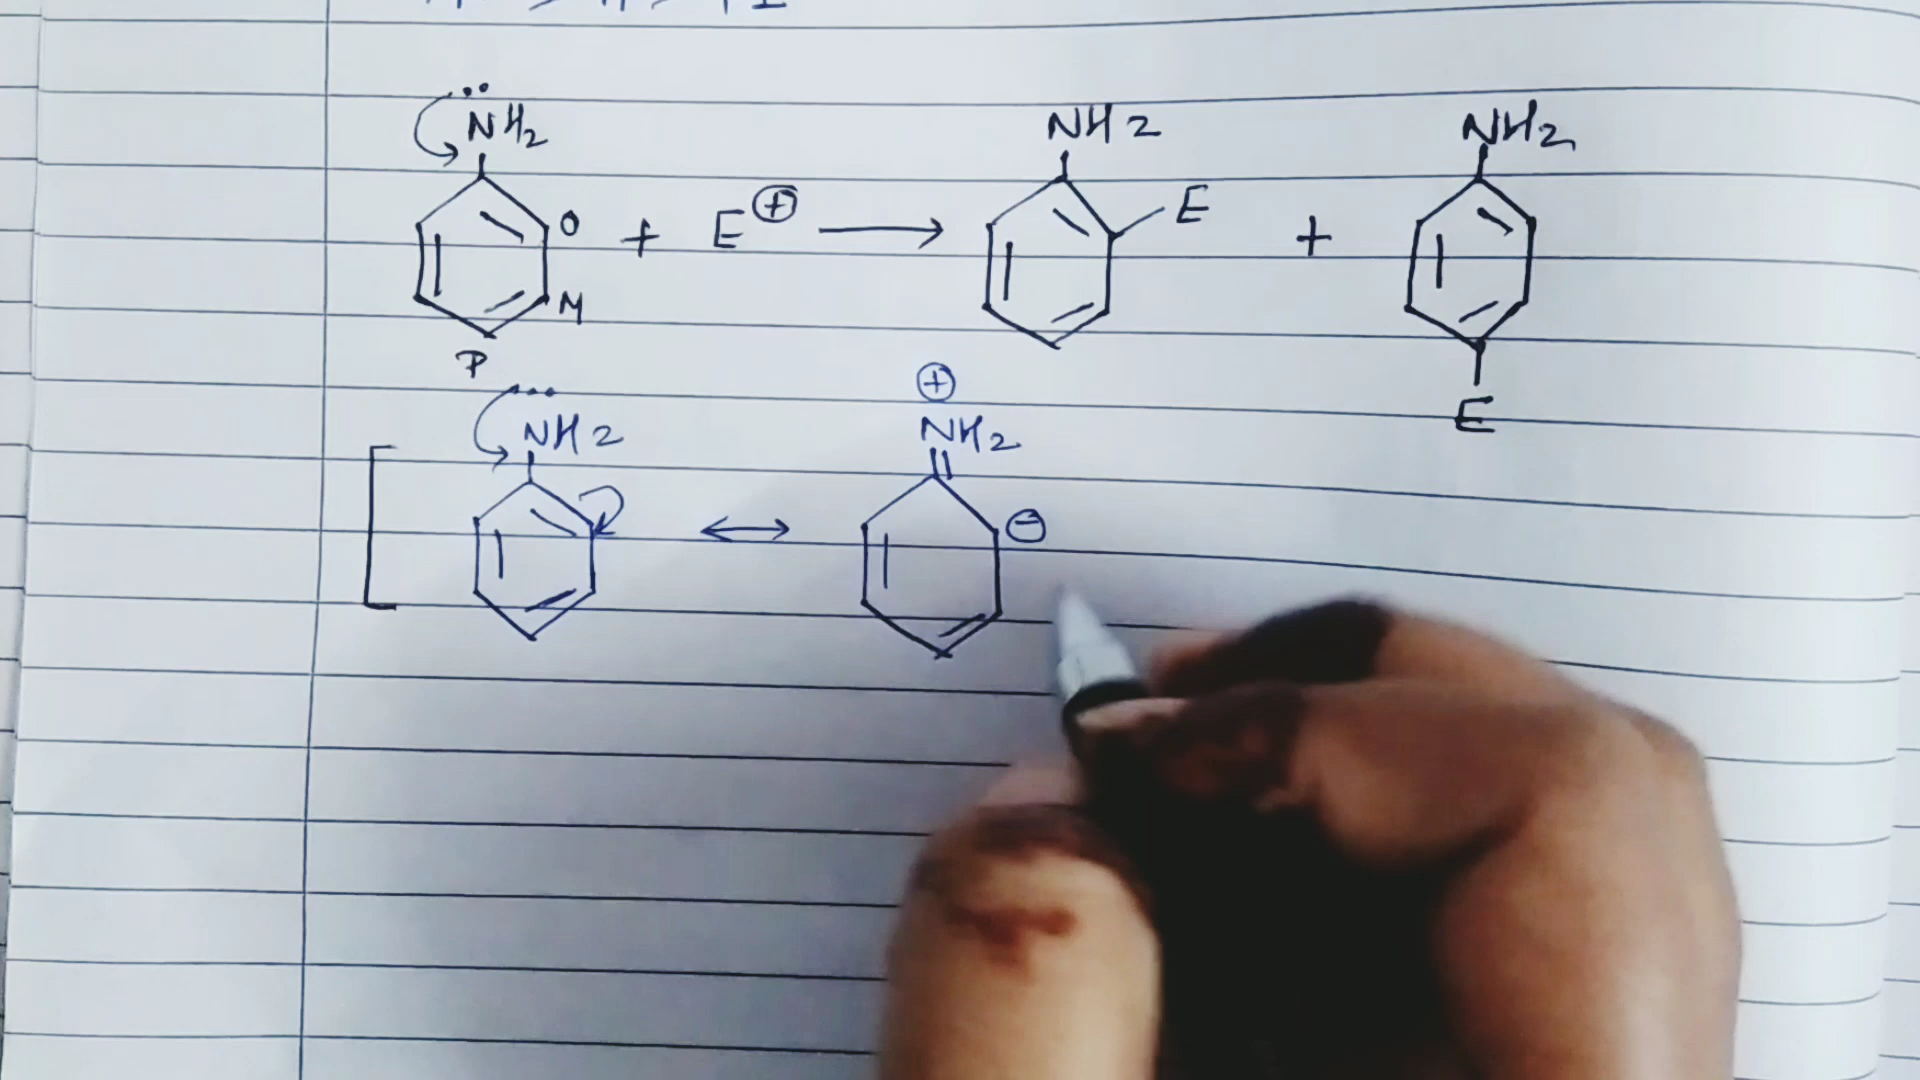 NH2 NH2 NH2
O + E⊕ ⟶ E +
M
P E
⊕
NH2 NH2
⟷ ⊖